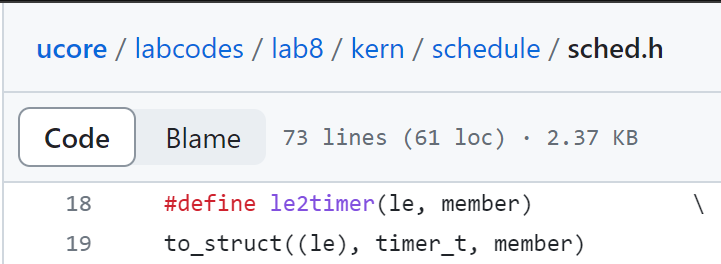 ucore / labcodes / lab8 / kern / schedule / sched.h
Code Blame 73 lines (61 loc) · 2.37 KB
18 #define le2timer(le, member) \
19 to_struct((le), timer_t, member)